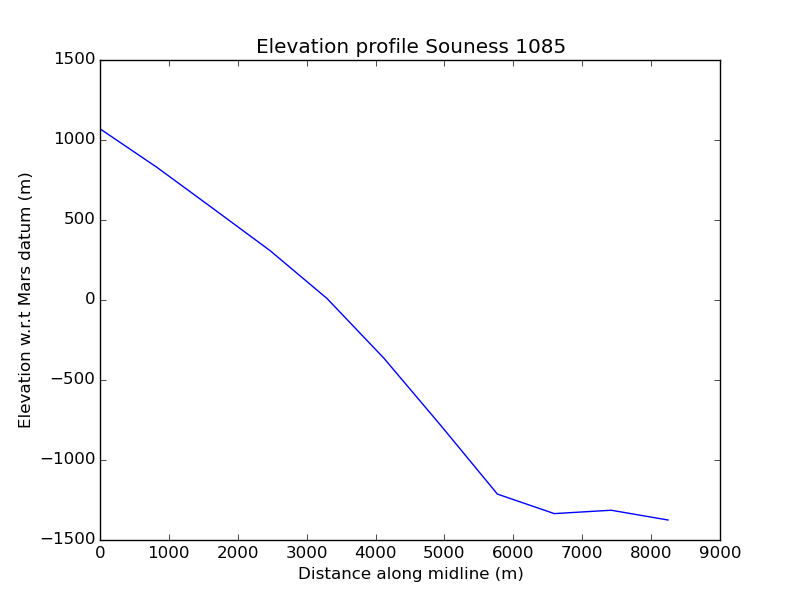 Elevation profile Souness 1085
1500
1000
500
0
−500
−1000
−1500
Elevation w.r.t Mars datum (m)
0 1000 2000 3000 4000 5000 6000 7000 8000 9000
Distance along midline (m)